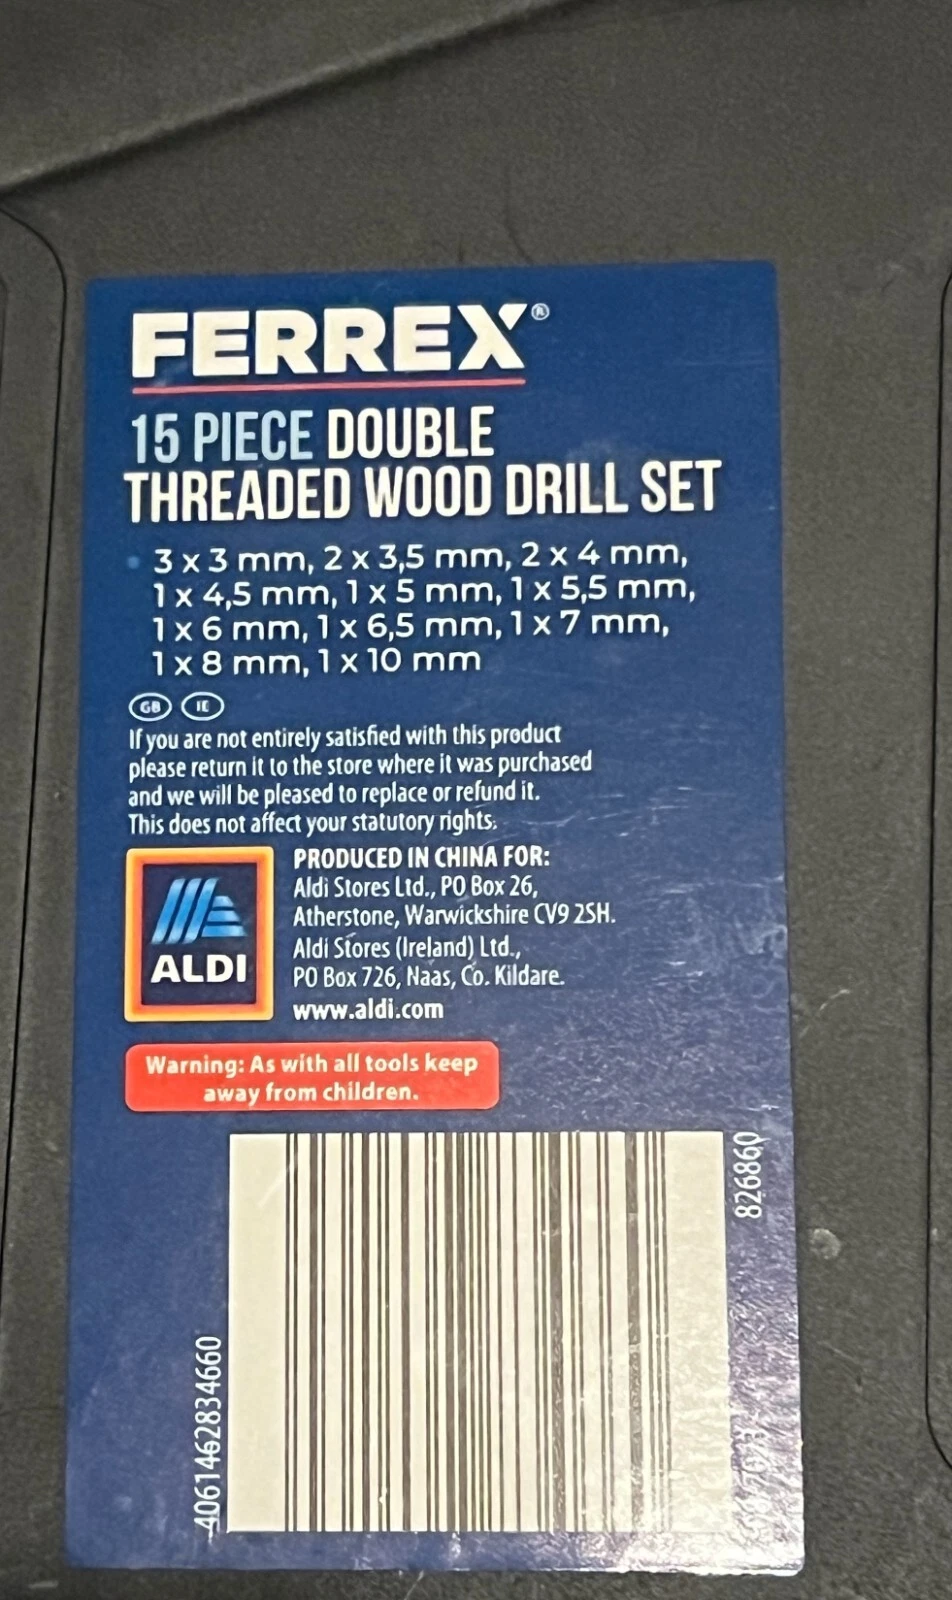 FERREX®
15 PIECE DOUBLE
THREADED WOOD DRILL SET
• 3 x 3 mm, 2 x 3,5 mm, 2 x 4 mm,
1 x 4,5 mm, 1 x 5 mm, 1 x 5,5 mm,
1 x 6 mm, 1 x 6,5 mm, 1 x 7 mm,
1 x 8 mm, 1 x 10 mm
GB IE
If you are not entirely satisfied with this product
please return it to the store where it was purchased
and we will be pleased to replace or refund it.
This does not affect your statutory rights.
ALDI
PRODUCED IN CHINA FOR:
Aldi Stores Ltd., PO Box 26,
Atherstone, Warwickshire CV9 2SH.
Aldi Stores (Ireland) Ltd.,
PO Box 726, Naas, Co. Kildare.
www.aldi.com
Warning: As with all tools keep
away from children.
826860
4061462834660